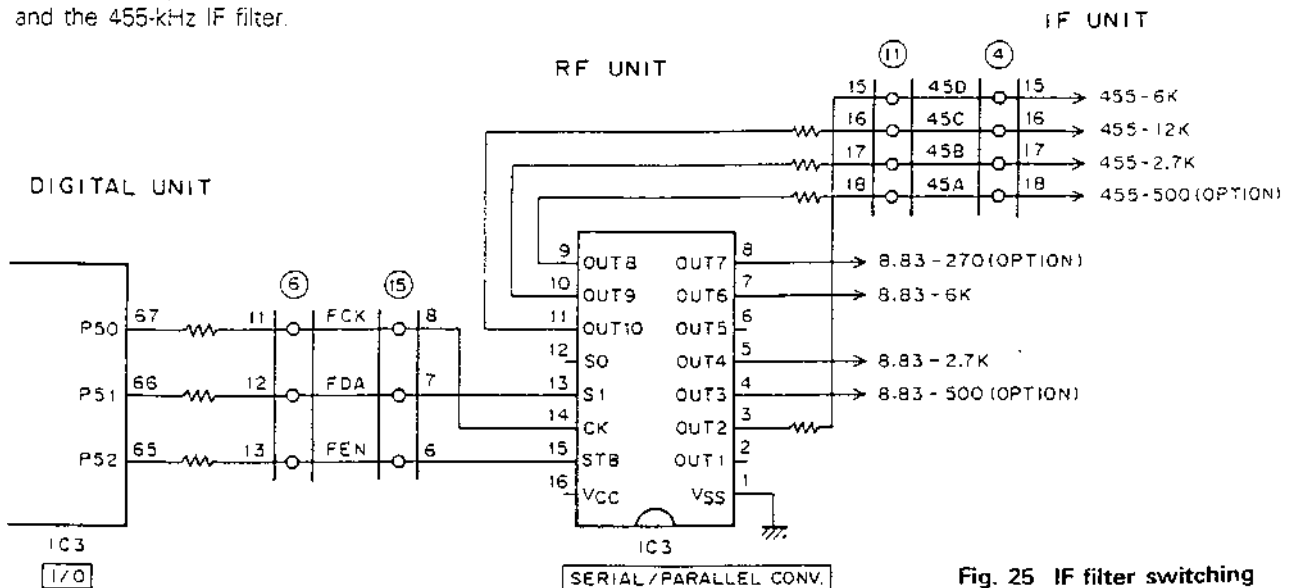 and the 455-kHz IF filter.
IF UNIT
RF UNIT
DIGITAL UNIT
11
4
15 45D 15 455-6K
16 45C 16 455-12K
17 45B 17 455-2.7K
18 45A 18 455-500(OPTION)
9 OUT8 OUT7 8 8.83-270(OPTION)
10 OUT9 OUT6 7 8.83-6K
11 OUT10 OUT5 6
12 SO OUT4 5 8.83-2.7K
13 S1 OUT3 4 8.83-500(OPTION)
14 CK OUT2 3
15 STB OUT1 2
16 VCC VSS 1
6
15
P50 67 11 FCK 8
P51 66 12 FDA 7
P52 65 13 FEN 6
IC3
I/O
IC3
SERIAL/PARALLEL CONV.
Fig. 25 IF filter switching